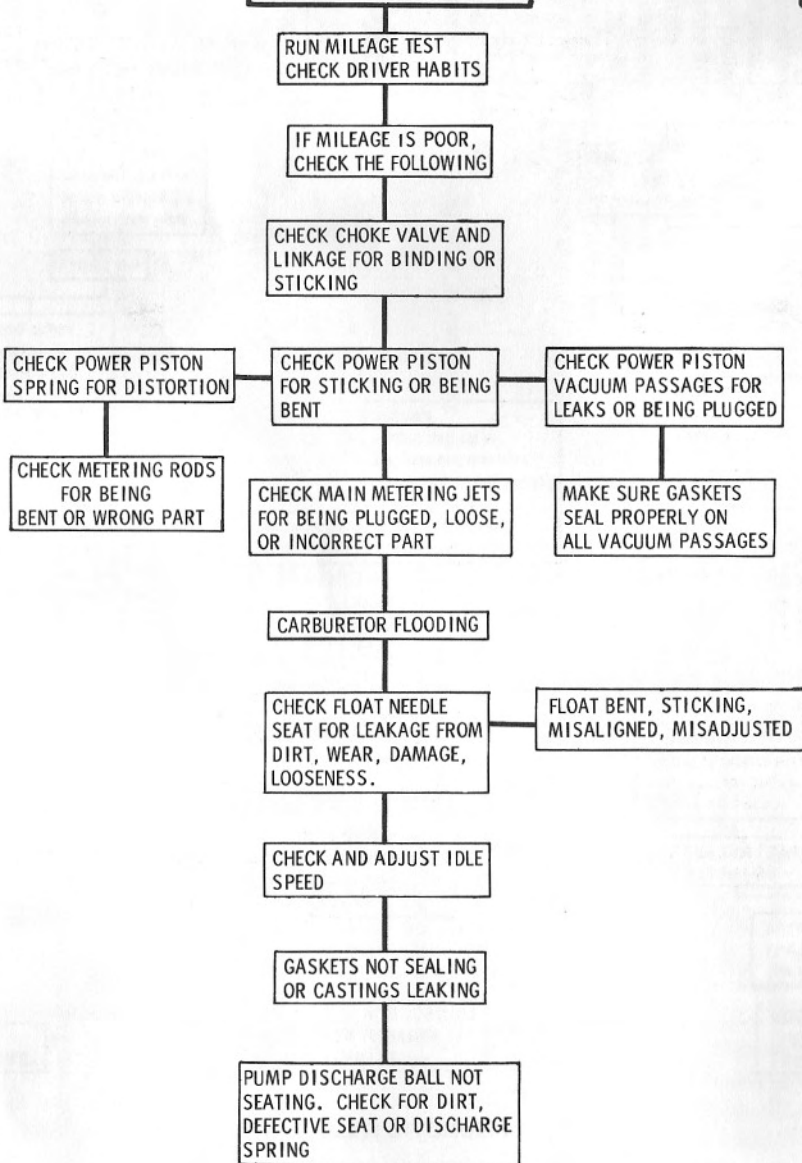 RUN MILEAGE TEST
CHECK DRIVER HABITS
IF MILEAGE IS POOR,
CHECK THE FOLLOWING
CHECK CHOKE VALVE AND
LINKAGE FOR BINDING OR
STICKING
CHECK POWER PISTON
SPRING FOR DISTORTION
CHECK POWER PISTON
FOR STICKING OR BEING
BENT
CHECK POWER PISTON
VACUUM PASSAGES FOR
LEAKS OR BEING PLUGGED
CHECK METERING RODS
FOR BEING
BENT OR WRONG PART
CHECK MAIN METERING JETS
FOR BEING PLUGGED, LOOSE,
OR INCORRECT PART
MAKE SURE GASKETS
SEAL PROPERLY ON
ALL VACUUM PASSAGES
CARBURETOR FLOODING
CHECK FLOAT NEEDLE
SEAT FOR LEAKAGE FROM
DIRT, WEAR, DAMAGE,
LOOSENESS.
FLOAT BENT, STICKING,
MISALIGNED, MISADJUSTED
CHECK AND ADJUST IDLE
SPEED
GASKETS NOT SEALING
OR CASTINGS LEAKING
PUMP DISCHARGE BALL NOT
SEATING. CHECK FOR DIRT,
DEFECTIVE SEAT OR DISCHARGE
SPRING